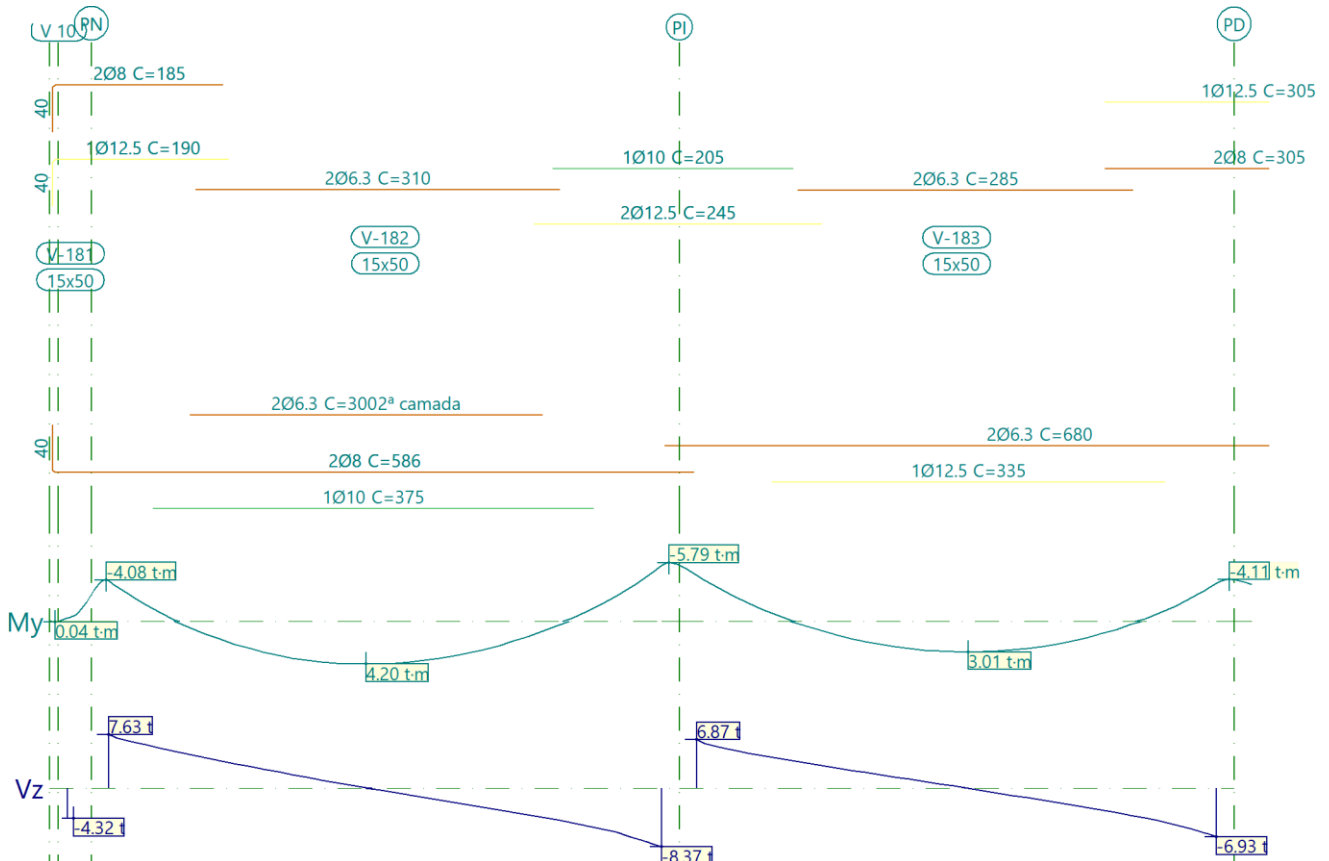 V 10
PN
PI
PD
2Ø8 C=185
40
1Ø12.5 C=305
1Ø12.5 C=190
40
1Ø10 C=205
2Ø8 C=305
2Ø6.3 C=310
2Ø6.3 C=285
2Ø12.5 C=245
V-181
15x50
V-182
15x50
V-183
15x50
2Ø6.3 C=3002ª camada
40
2Ø6.3 C=680
2Ø8 C=586
1Ø12.5 C=335
1Ø10 C=375
-4.08 t·m
-5.79 t·m
-4.11 t·m
My
0.04 t·m
4.20 t·m
3.01 t·m
7.63 t
6.87 t
Vz
-4.32 t
-8.37 t
-6.93 t